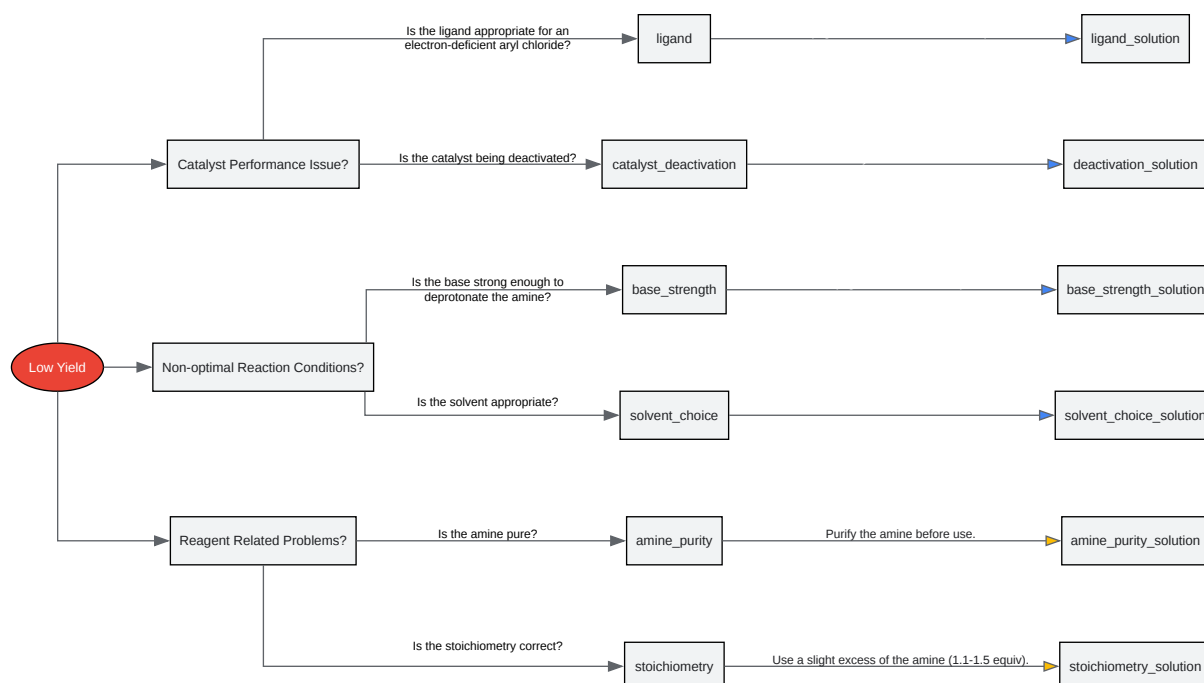 Is the ligand appropriate for an
electron-deficient aryl chloride?
ligand
ligand_solution
Catalyst Performance Issue?
Is the catalyst being deactivated?
catalyst_deactivation
deactivation_solution
Is the base strong enough to
deprotonate the amine?
base_strength
base_strength_solution
Low Yield
Non-optimal Reaction Conditions?
Is the solvent appropriate?
solvent_choice
solvent_choice_solution
Reagent Related Problems?
Is the amine pure?
amine_purity
Purify the amine before use.
amine_purity_solution
Is the stoichiometry correct?
stoichiometry
Use a slight excess of the amine (1.1-1.5 equiv).
stoichiometry_solution